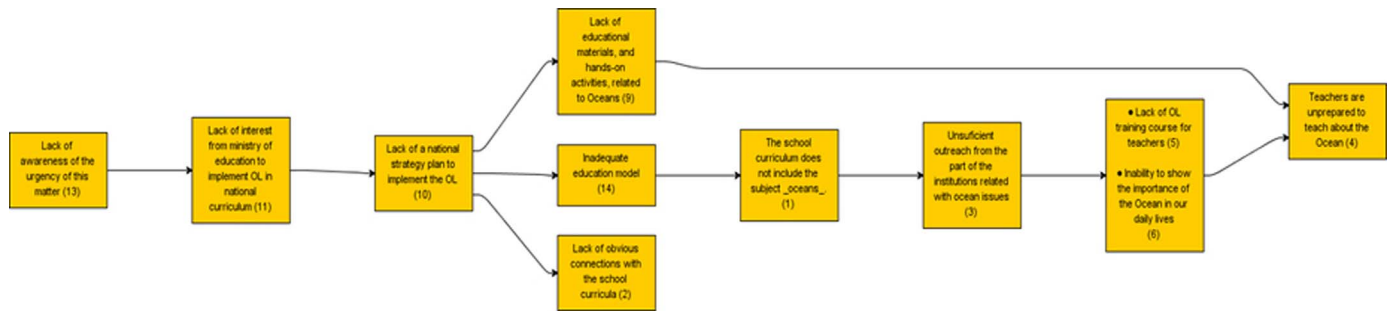 Lack of
awareness of the
urgency of this
matter (13)
Lack of interest
from ministry of
education to
implement OL in
national
curriculum (11)
Lack of a national
strategy plan to
implement the OL
(10)
Lack of
educational
materials, and
hands-on
activities, related
to Oceans (9)
Inadequate
education model
(14)
Lack of obvious
connections with
the school
curricula (2)
The school
curriculum does
not include the
subject _oceans_.
(1)
Unsuficient
outreach from the
part of the
institutions related
with ocean issues
(3)
• Lack of OL
training course for
teachers (5)
• Inability to show
the importance of
the Ocean in our
daily lives
(6)
Teachers are
unprepared to
teach about the
Ocean (4)